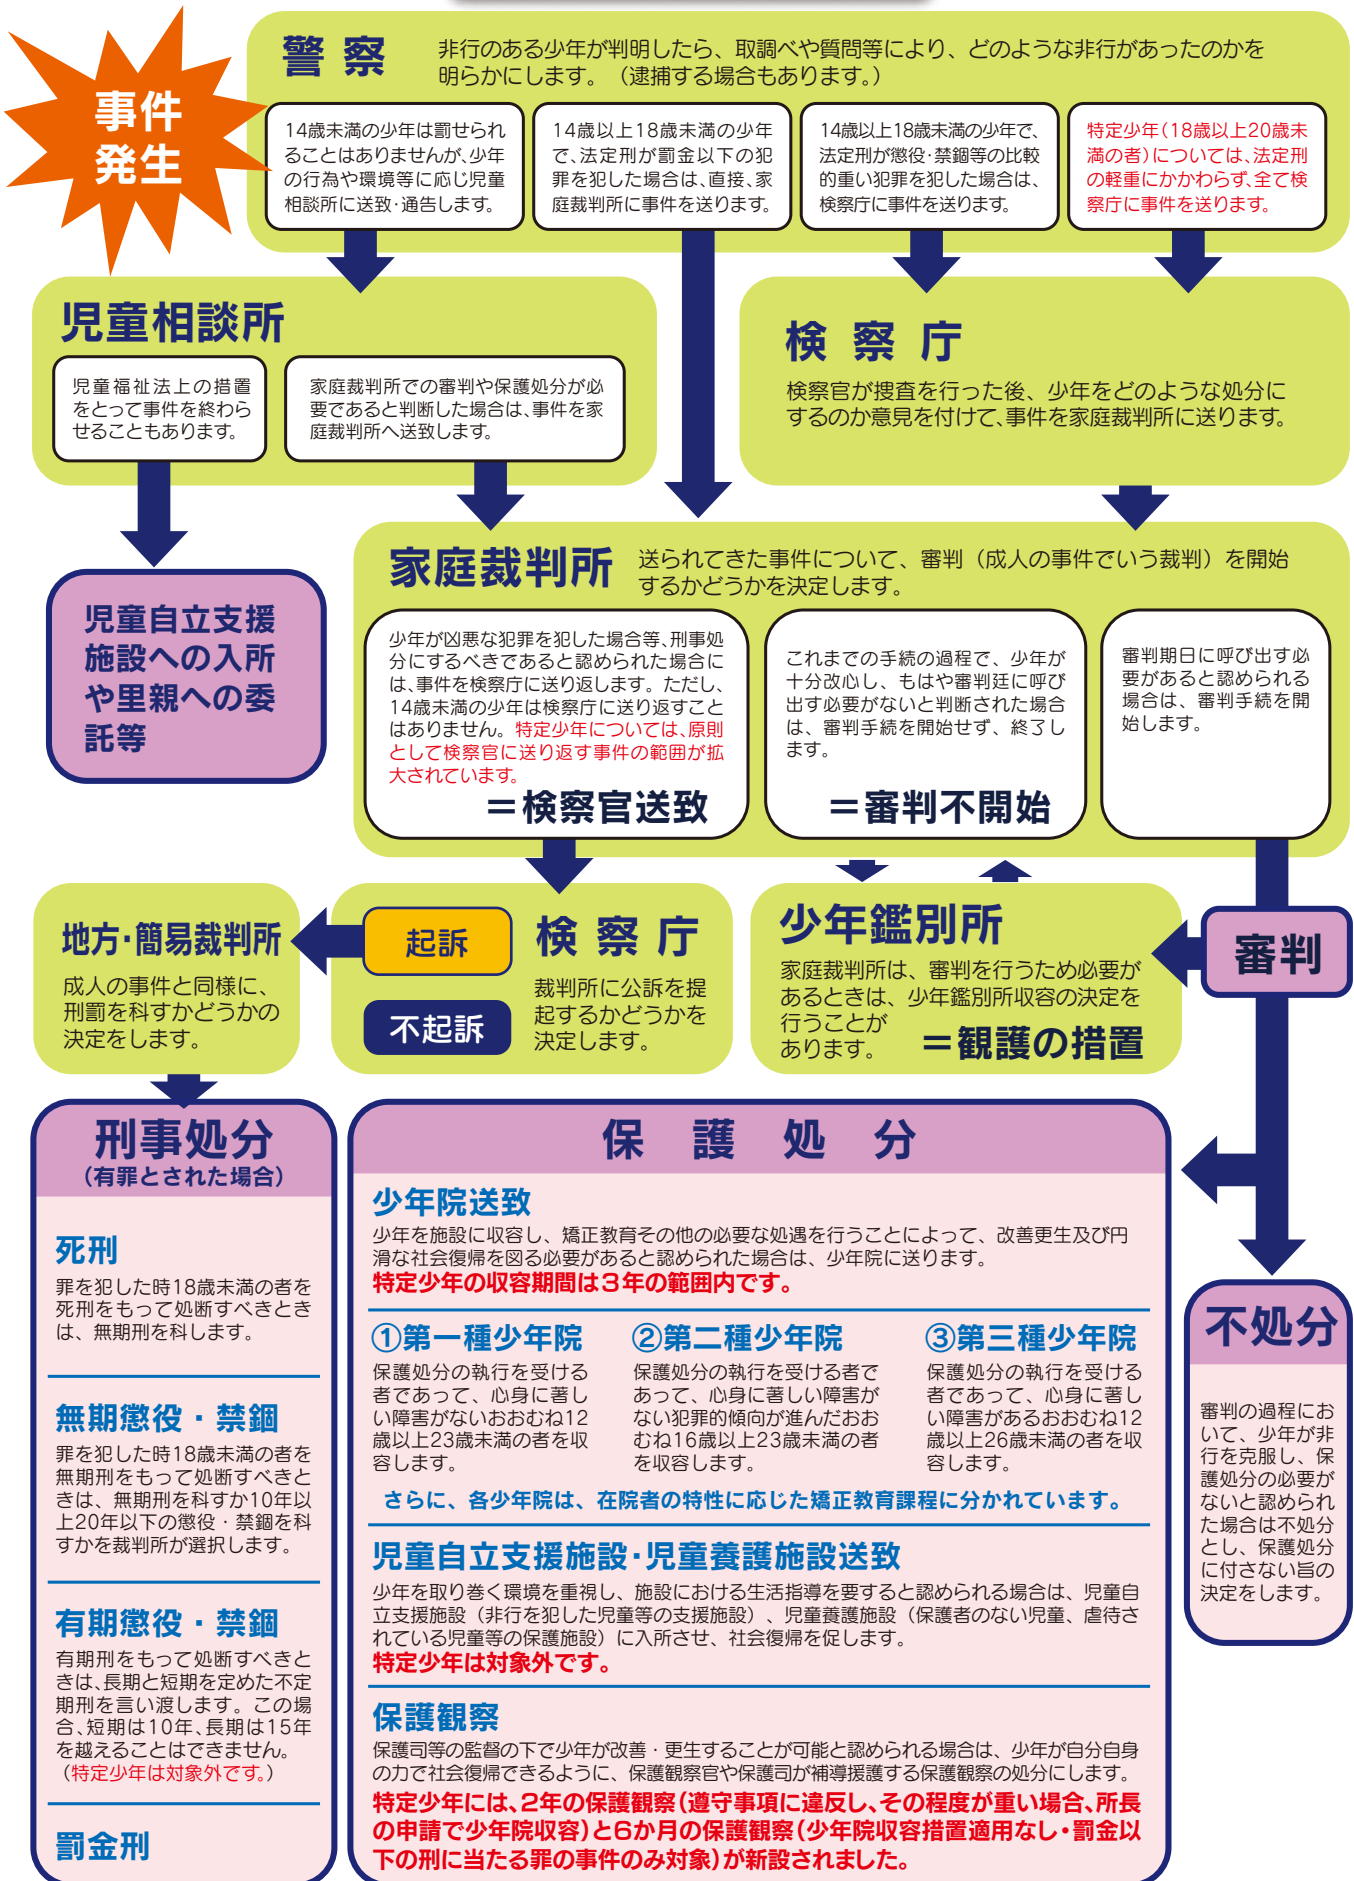 事件
発生
警 察
非行のある少年が判明したら、取調べや質問等により、どのような非行があったのかを
明らかにします。（逮捕する場合もあります。）
14歳未満の少年は罰せられ
ることはありませんが、少年
の行為や環境等に応じ児童
相談所に送致･通告します。
14歳以上18歳未満の少年
で、法定刑が罰金以下の犯
罪を犯した場合は、直接、家
庭裁判所に事件を送ります。
14歳以上18歳未満の少年で、
法定刑が懲役･禁錮等の比較
的重い犯罪を犯した場合は、
検察庁に事件を送ります。
特定少年（18歳以上20歳未
満の者）については、法定刑
の軽重にかかわらず、全て検
察庁に事件を送ります。
児童相談所
児童福祉法上の措置
をとって事件を終わら
せることもあります。
家庭裁判所での審判や保護処分が必
要であると判断した場合は、事件を家
庭裁判所へ送致します。
検 察 庁
検察官が捜査を行った後、少年をどのような処分に
するのか意見を付けて、事件を家庭裁判所に送ります。
児童自立支援
施設への入所
や里親への委
託等
家庭裁判所
送られてきた事件について、審判（成人の事件でいう裁判）を開始
するかどうかを決定します。
少年が凶悪な犯罪を犯した場合等、刑事処
分にするべきであると認められた場合に
は、事件を検察庁に送り返します。ただし、
14歳未満の少年は検察庁に送り返すこと
はありません。特定少年については、原則
として検察官に送り返す事件の範囲が拡
大されています。
＝検察官送致
これまでの手続の過程で、少年が
十分改心し、もはや審判廷に呼び
出す必要がないと判断された場合
は、審判手続を開始せず、終了し
ます。
＝審判不開始
審判期日に呼び出す必
要があると認められる
場合は、審判手続を開
始します。
地方･簡易裁判所
成人の事件と同様に、
刑罰を科すかどうかの
決定をします。
起訴
不起訴
検 察 庁
裁判所に公訴を提
起するかどうかを
決定します。
少年鑑別所
家庭裁判所は、審判を行うため必要が
あるときは、少年鑑別所収容の決定を
行うことが
あります。
＝観護の措置
審判
刑事処分
（有罪とされた場合）
死刑
罪を犯した時18歳未満の者を
死刑をもって処断すべきとき
は、無期刑を科します。
無期懲役・禁錮
罪を犯した時18歳未満の者を
無期刑をもって処断すべきと
きは、無期刑を科すか10年以
上20年以下の懲役・禁錮を科
すかを裁判所が選択します。
有期懲役・禁錮
有期刑をもって処断すべきと
きは、長期と短期を定めた不定
期刑を言い渡します。この場
合、短期は10年、長期は15年
を越えることはできません。
（特定少年は対象外です。）
罰金刑
保 護 処 分
少年院送致
少年を施設に収容し、矯正教育その他の必要な処遇を行うことによって、改善更生及び円
滑な社会復帰を図る必要があると認められた場合は、少年院に送ります。
特定少年の収容期間は３年の範囲内です。
①第一種少年院
保護処分の執行を受ける
者であって、心身に著し
い障害がないおおむね12
歳以上23歳未満の者を収
容します。
②第二種少年院
保護処分の執行を受ける者で
あって、心身に著しい障害が
ない犯罪的傾向が進んだおお
むね16歳以上23歳未満の者
を収容します。
③第三種少年院
保護処分の執行を受ける
者であって、心身に著し
い障害があるおおむね12
歳以上26歳未満の者を収
容します。
さらに、各少年院は、在院者の特性に応じた矯正教育課程に分かれています。
児童自立支援施設･児童養護施設送致
少年を取り巻く環境を重視し、施設における生活指導を要すると認められる場合は、児童自
立支援施設（非行を犯した児童等の支援施設）、児童養護施設（保護者のない児童、虐待さ
れている児童等の保護施設）に入所させ、社会復帰を促します。
特定少年は対象外です。
保護観察
保護司等の監督の下で少年が改善・更生することが可能と認められる場合は、少年が自分自身
の力で社会復帰できるように、保護観察官や保護司が補導援護する保護観察の処分にします。
特定少年には、２年の保護観察（遵守事項に違反し、その程度が重い場合、所長
の申請で少年院収容）と６か月の保護観察（少年院収容措置適用なし・罰金以
下の刑に当たる罪の事件のみ対象）が新設されました。
不処分
審判の過程にお
いて、少年が非
行を克服し、保
護処分の必要が
ないと認められ
た場合は不処分
とし、保護処分
に付さない旨の
決定をします。